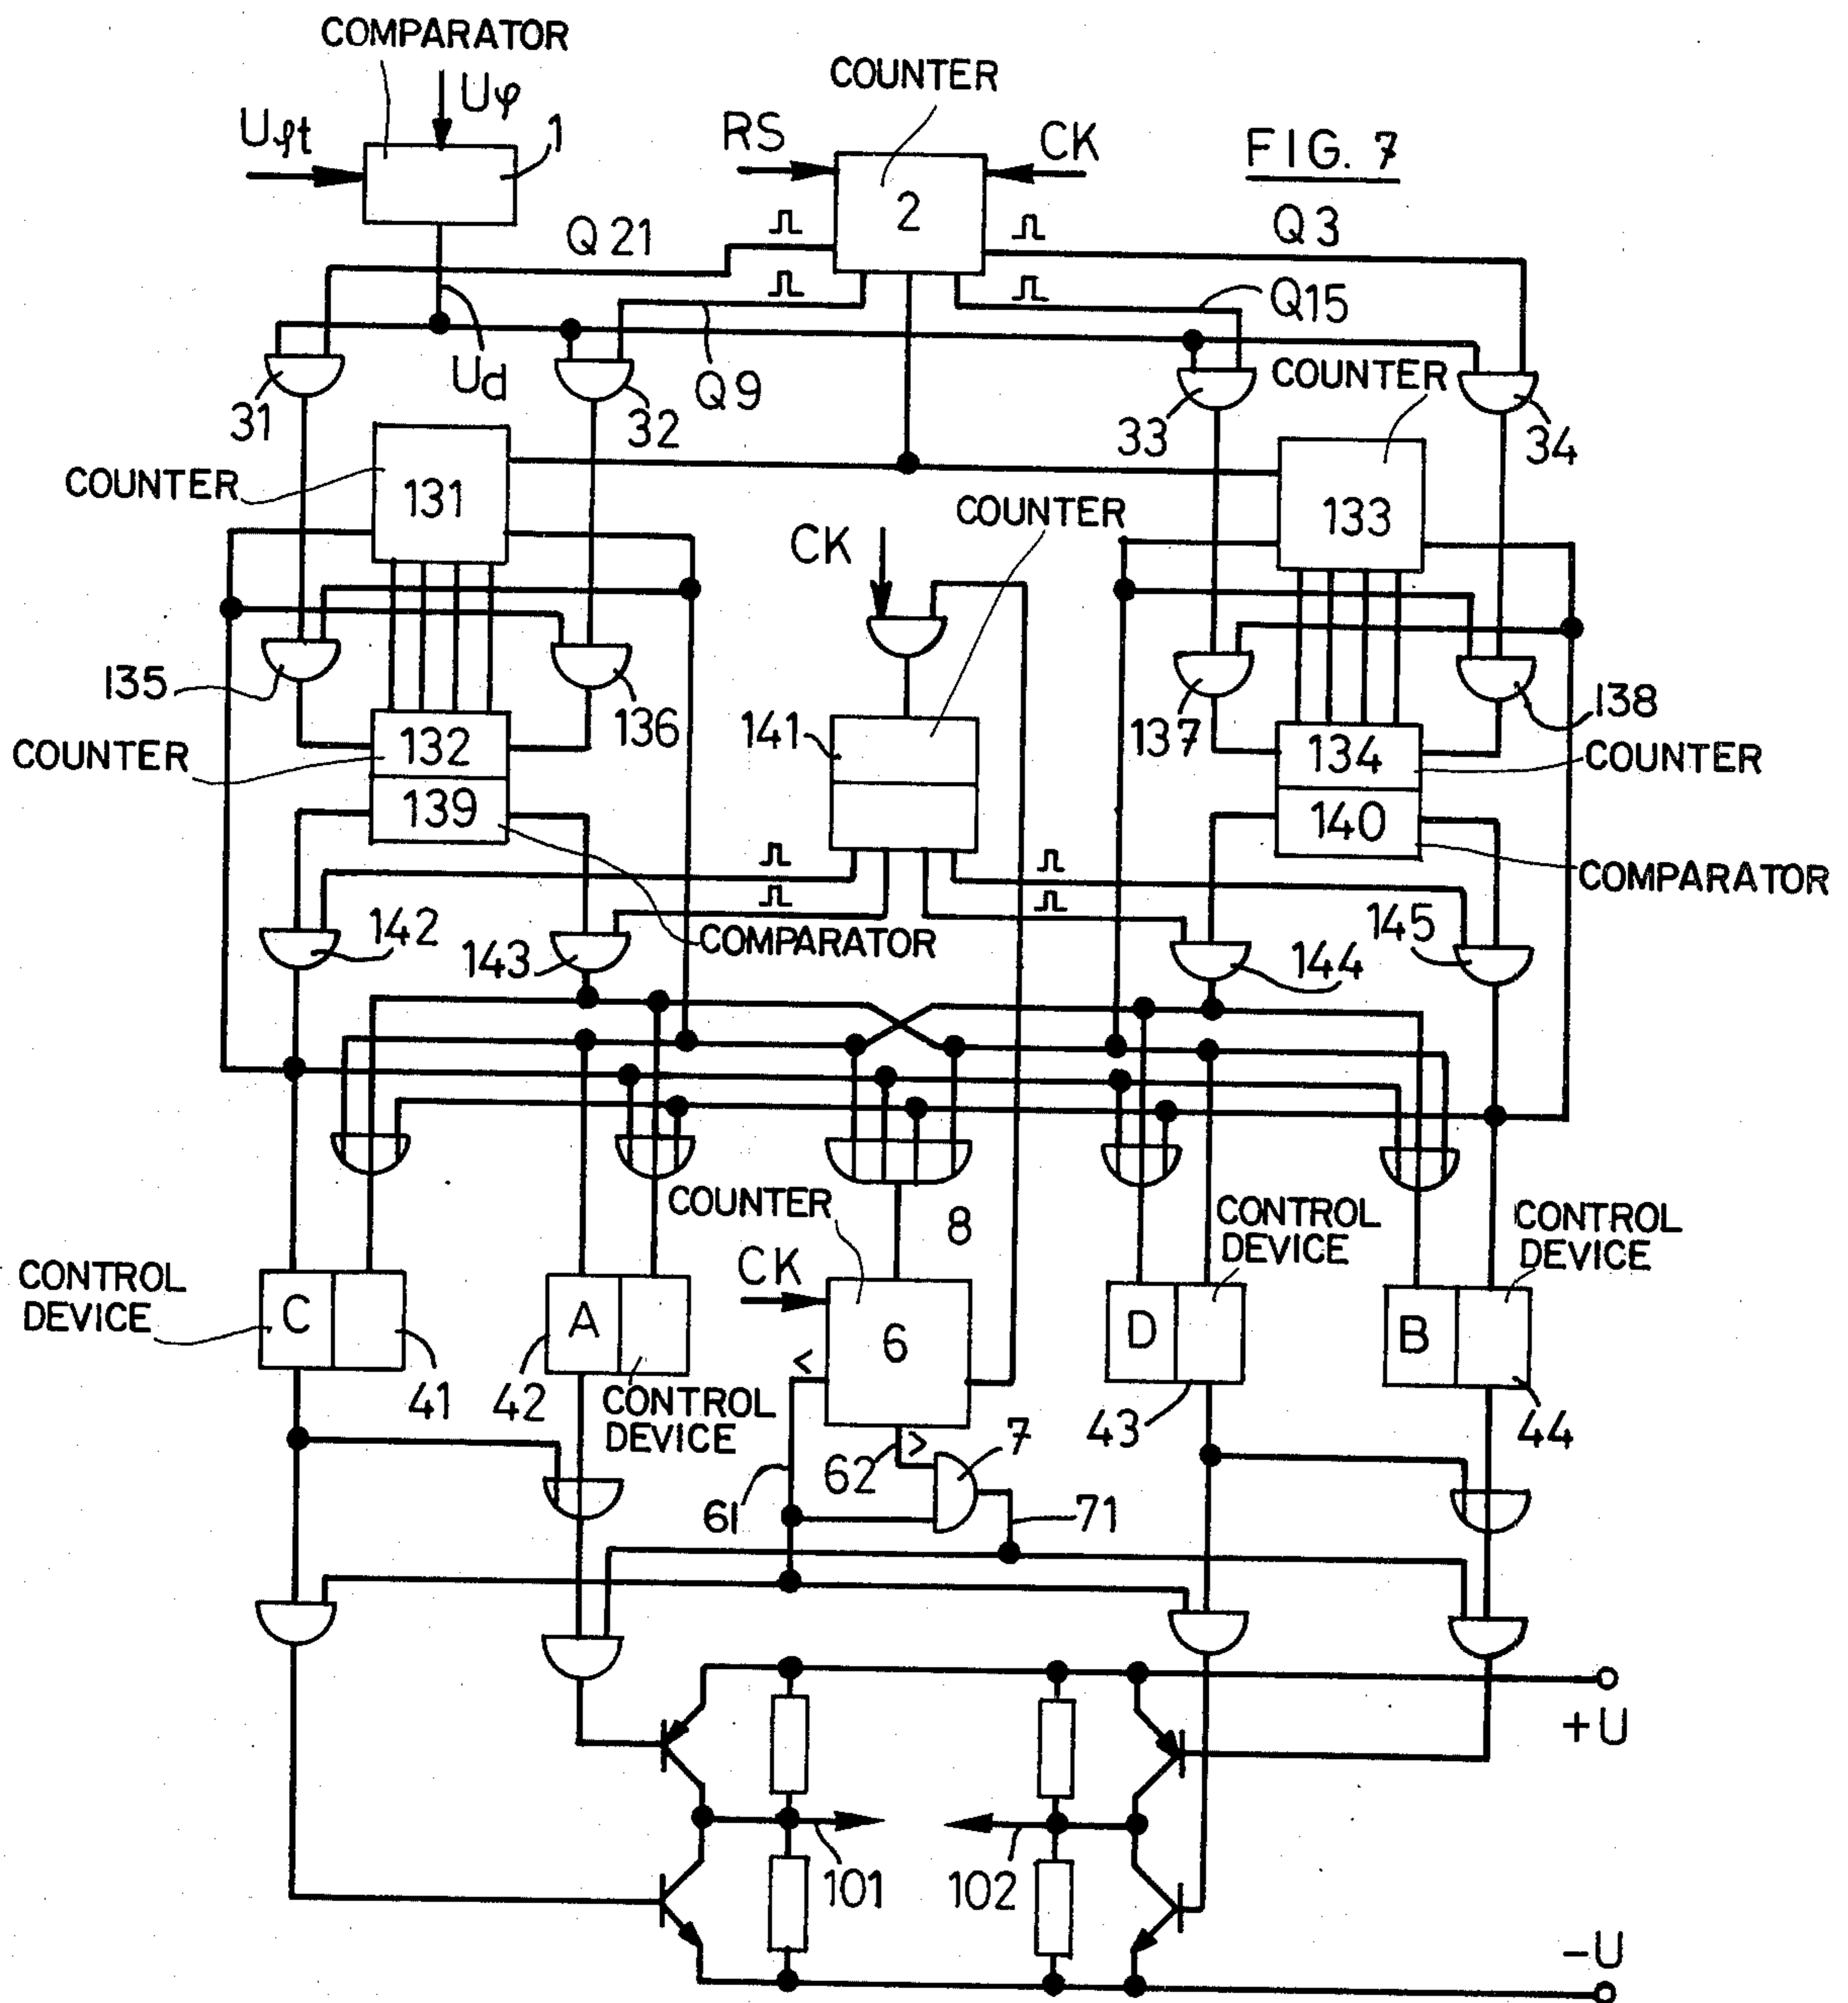 COMPARATOR
COUNTER
Uφ
Uφt
1
RS
CK
FIG. 7
2
Q21
Q3
Q15
Ud
Q9
COUNTER
31
32
33
34
COUNTER
131
133
COUNTER
CK
135
136
137
138
141
132
134
COUNTER
COUNTER
139
140
COMPARATOR
142
143
COMPARATOR
144
145
COUNTER
8
CONTROL
DEVICE
CONTROL
DEVICE
CONTROL
DEVICE
CK
C
A
6
D
B
<
41
42
CONTROL
DEVICE
43
44
>
7
62
61
71
+U
101
102
-U